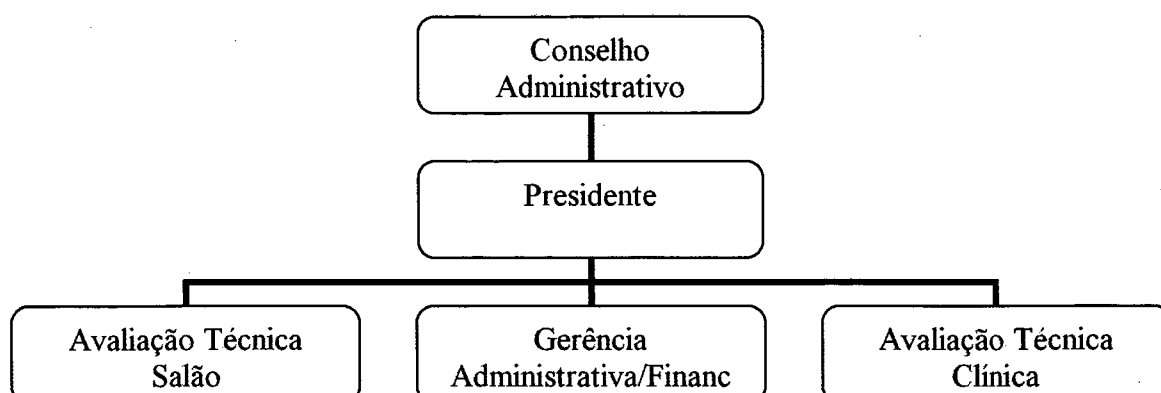 Conselho
Administrativo
Presidente
Avaliação Técnica
Salão
Gerência
Administrativa/Financ
Avaliação Técnica
Clínica